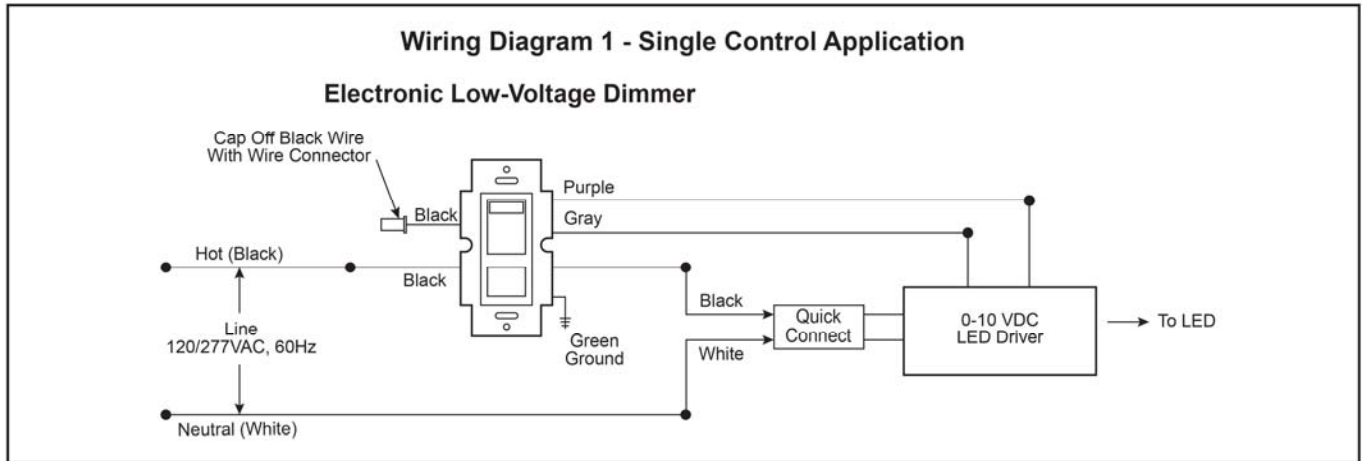 Wiring Diagram 1 - Single Control Application
Electronic Low-Voltage Dimmer
Cap Off Black Wire
With Wire Connector
Purple
Black
Gray
Hot (Black)
Black
Line
120/277VAC, 60Hz
Green
Ground
Black
White
Quick
Connect
0-10 VDC
LED Driver
To LED
Neutral (White)